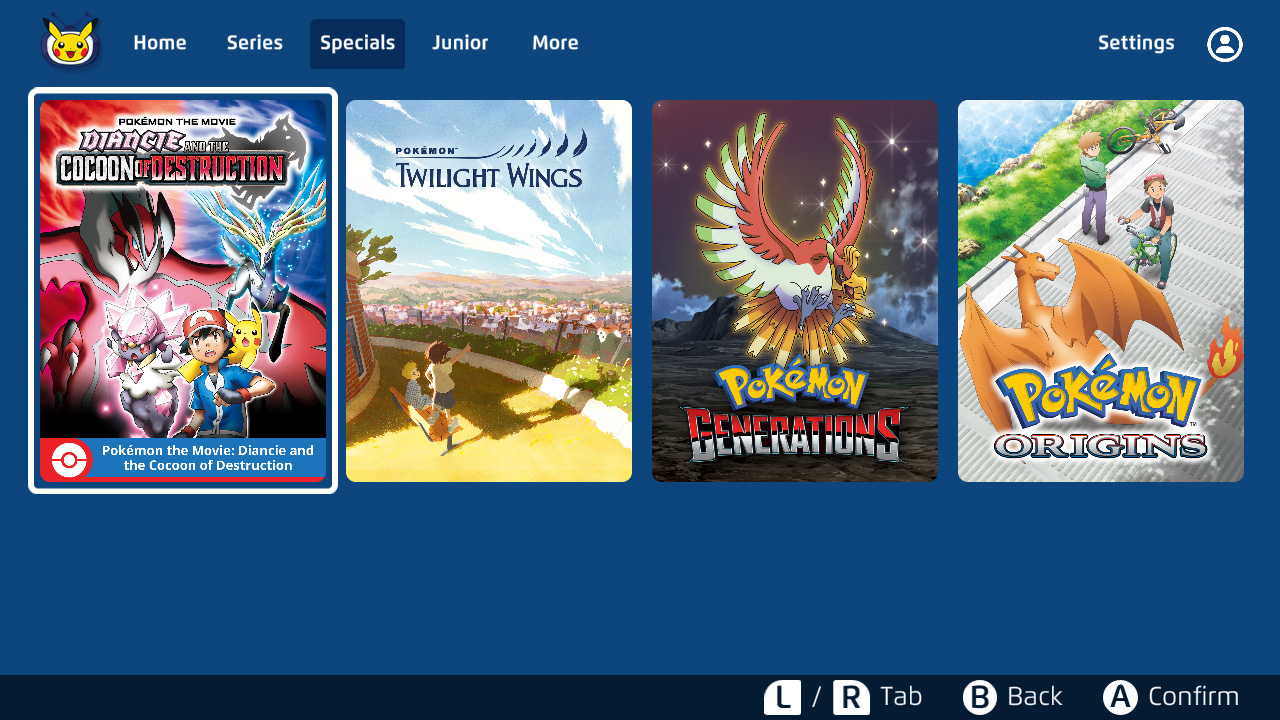 Home
Series
Specials
Junior
More
Settings
POKÉMON THE MOVIE
DIANCIE AND THE
COCOON OF DESTRUCTION
Pokémon the Movie: Diancie and
the Cocoon of Destruction
POKÉMON™
TWILIGHT WINGS
POKéMON
GENERATIONS
POKéMON™
ORIGINS
L / R Tab
B Back
A Confirm